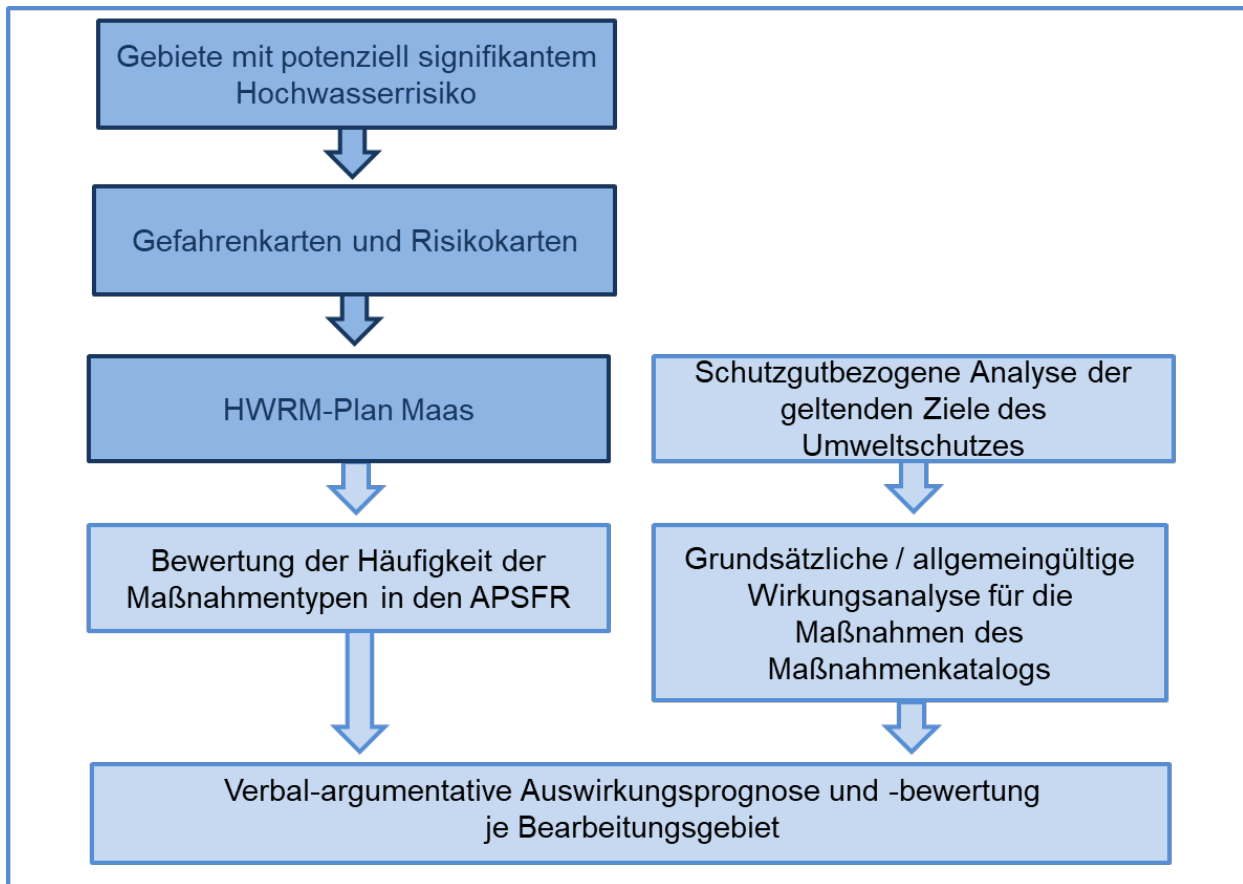 Gebiete mit potenziell signifikantem
Hochwasserrisiko
Gefahrenkarten und Risikokarten
HWRM-Plan Maas
Schutzgutbezogene Analyse der
geltenden Ziele des
Umweltschutzes
Bewertung der Häufigkeit der
Maßnahmentypen in den APSFR
Grundsätzliche / allgemeingültige
Wirkungsanalyse für die
Maßnahmen des
Maßnahmenkatalogs
Verbal-argumentative Auswirkungsprognose und -bewertung
je Bearbeitungsgebiet